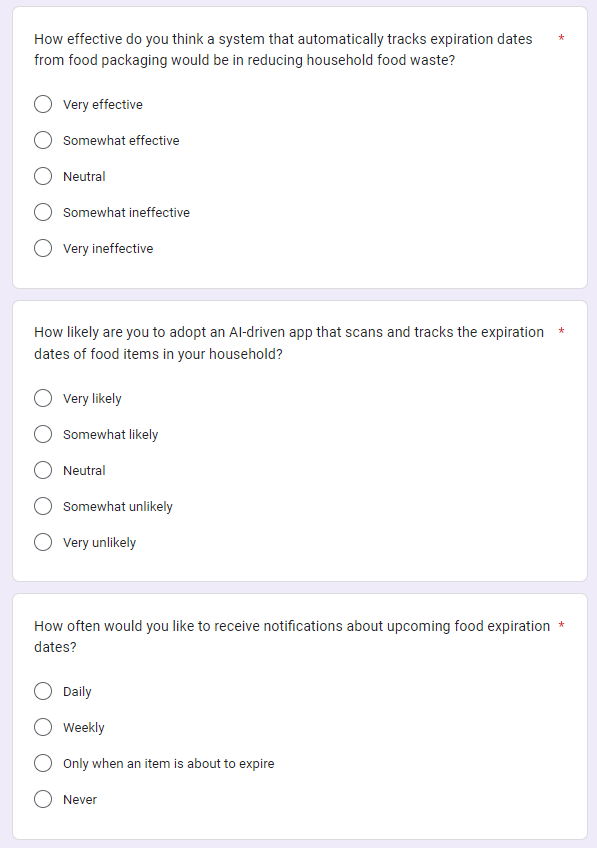 How effective do you think a system that automatically tracks expiration dates *
from food packaging would be in reducing household food waste?
Very effective
Somewhat effective
Neutral
Somewhat ineffective
Very ineffective
How likely are you to adopt an AI-driven app that scans and tracks the expiration *
dates of food items in your household?
Very likely
Somewhat likely
Neutral
Somewhat unlikely
Very unlikely
How often would you like to receive notifications about upcoming food expiration *
dates?
Daily
Weekly
Only when an item is about to expire
Never